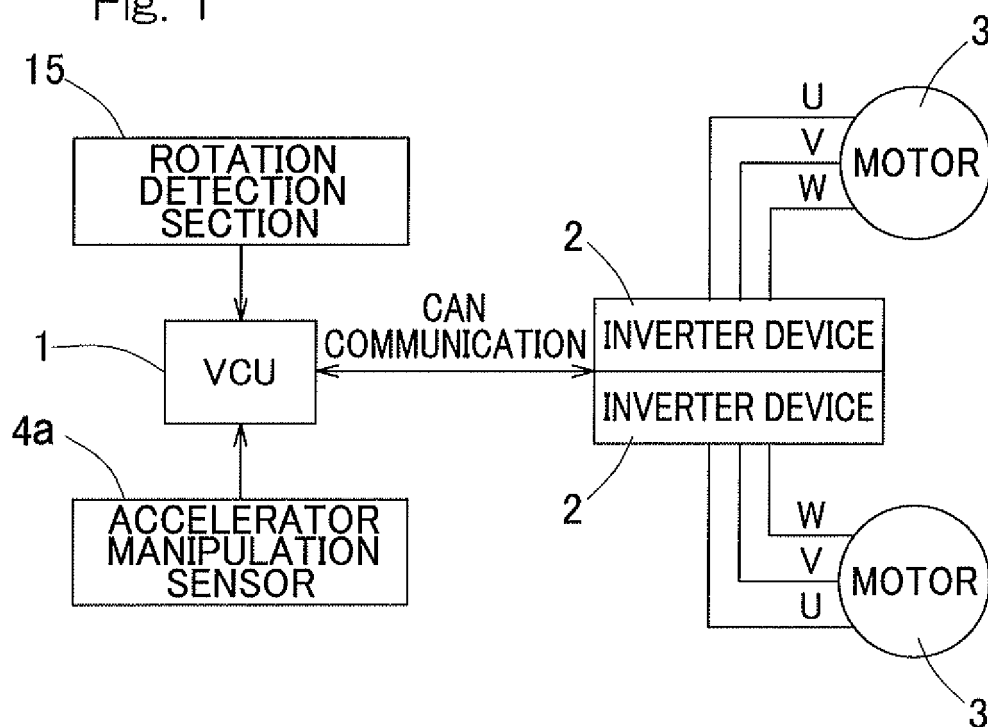 Fig. 1
3
15
U
V
W
MOTOR
ROTATION
DETECTION
SECTION
2
CAN
COMMUNICATION
INVERTER DEVICE
1
VCU
INVERTER DEVICE
4a
2
ACCELERATOR
MANIPULATION
SENSOR
W
V
U
MOTOR
3